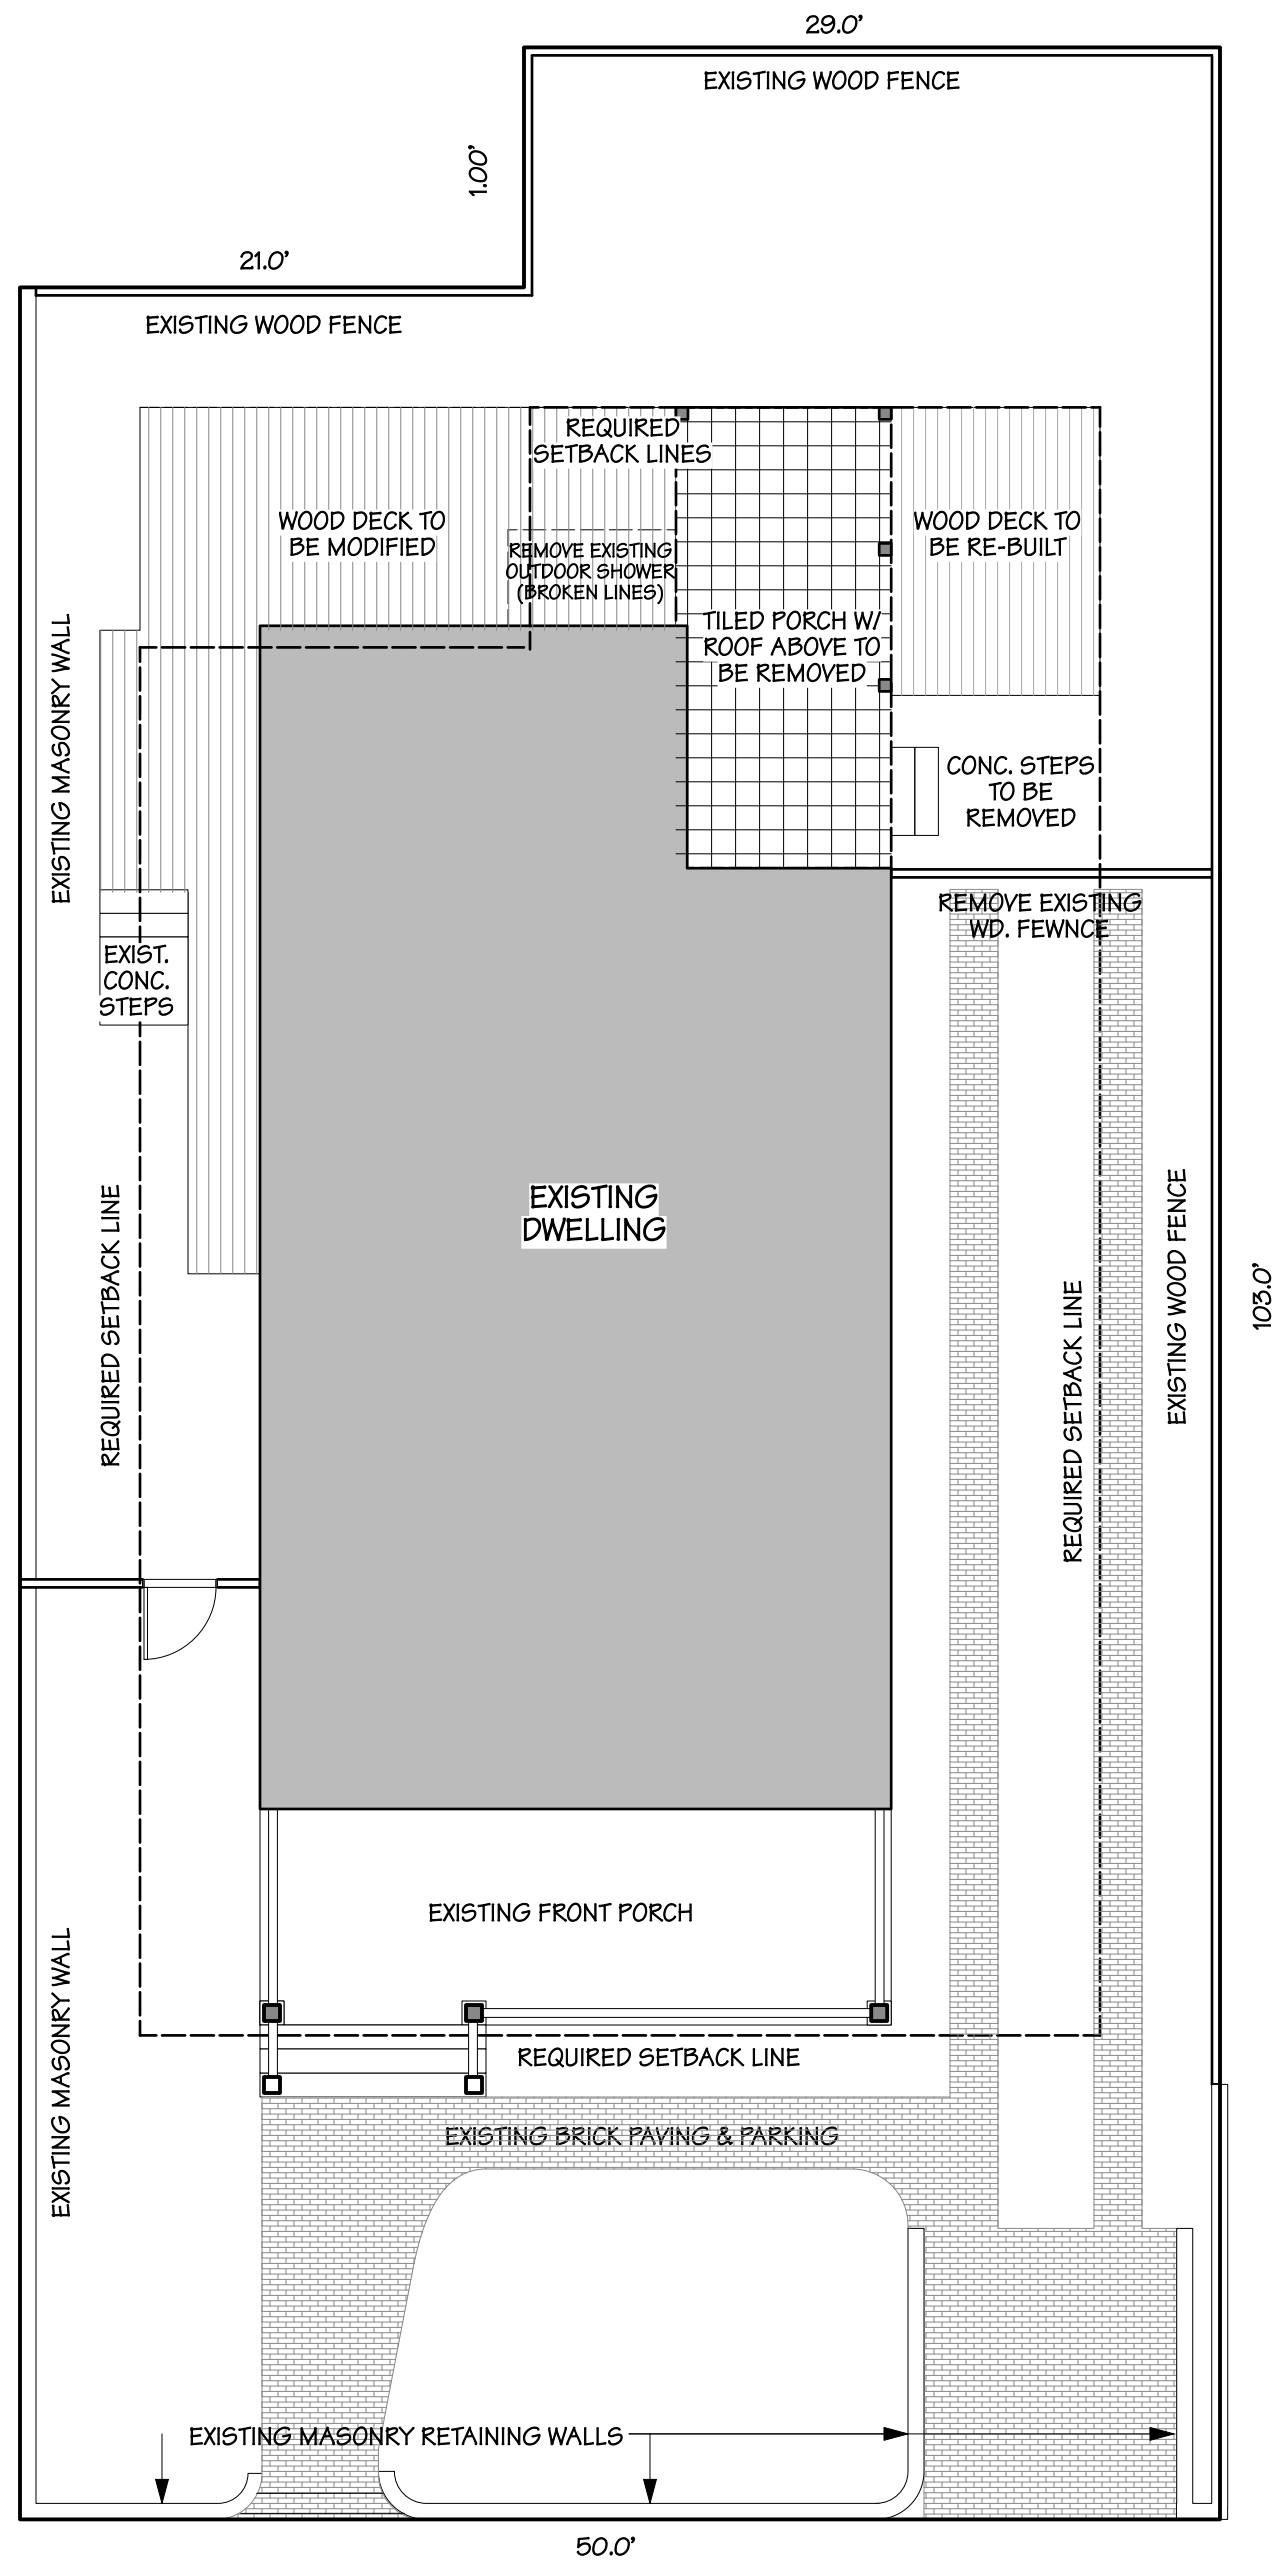 29.0'
EXISTING WOOD FENCE
1.00'
21.0'
EXISTING WOOD FENCE
REQUIRED
SETBACK LINES
WOOD DECK TO
BE MODIFIED
REMOVE EXISTING
OUTDOOR SHOWER
(BROKEN LINES)
WOOD DECK TO
BE RE-BUILT
TILED PORCH W/
ROOF ABOVE TO
BE REMOVED
EXISTING MASONRY WALL
CONC. STEPS
TO BE
REMOVED
REMOVE EXISTING
WD. FEWNCE
EXIST.
CONC.
STEPS
EXISTING
DWELLING
REQUIRED SETBACK LINE
REQUIRED SETBACK LINE
EXISTING WOOD FENCE
103.0'
EXISTING FRONT PORCH
EXISTING MASONRY WALL
REQUIRED SETBACK LINE
EXISTING BRICK PAVING & PARKING
EXISTING MASONRY RETAINING WALLS
50.0'